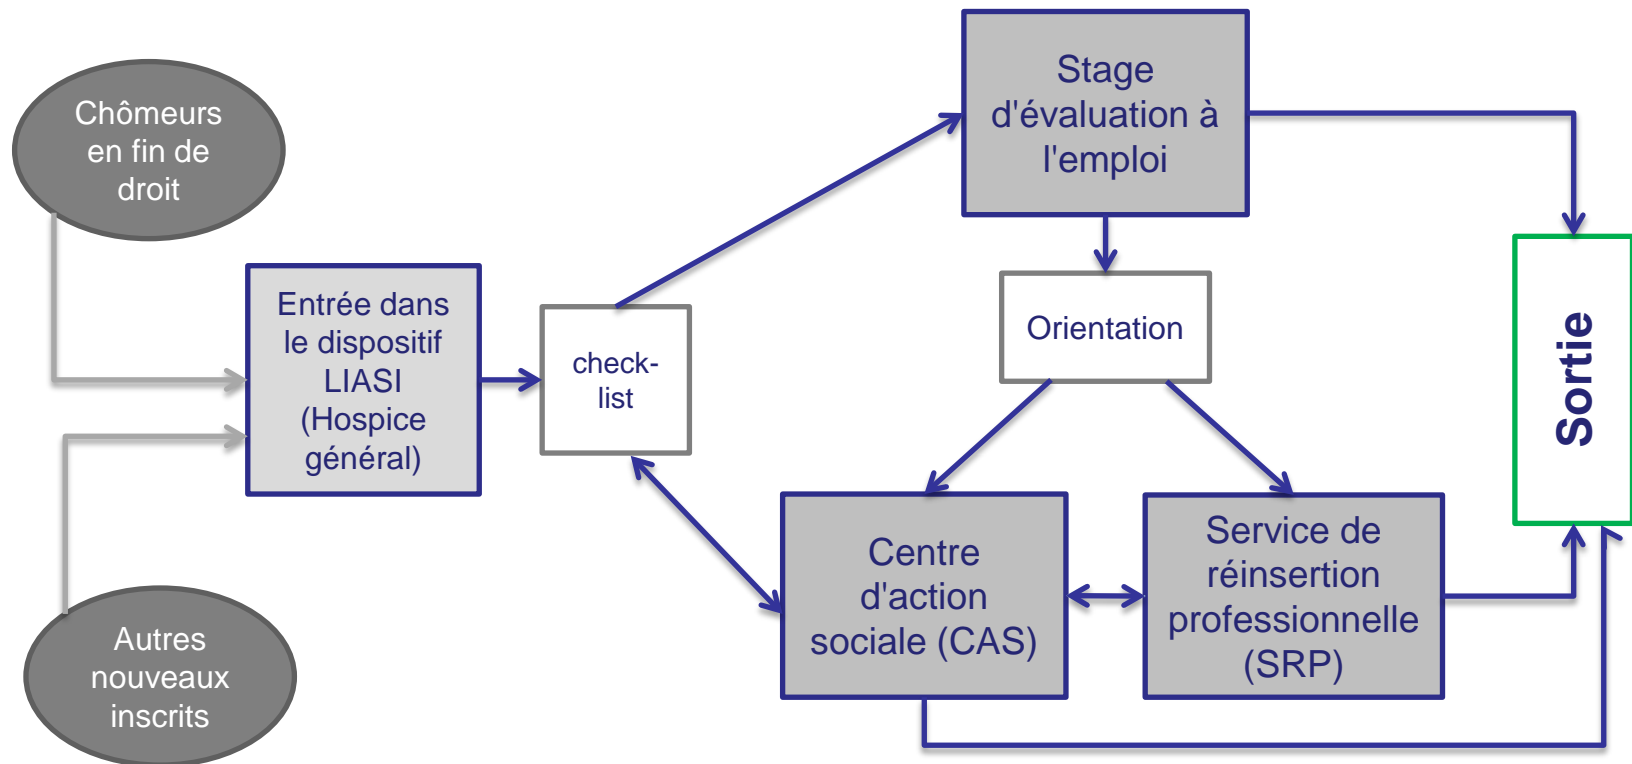 Chômeurs
en fin de
droit
Stage
d'évaluation à
l'emploi
Entrée dans
le dispositif
LIASI
(Hospice
général)
check-
list
Orientation
Sortie
Centre
d'action
sociale (CAS)
Service de
réinsertion
professionnelle
(SRP)
Autres
nouveaux
inscrits